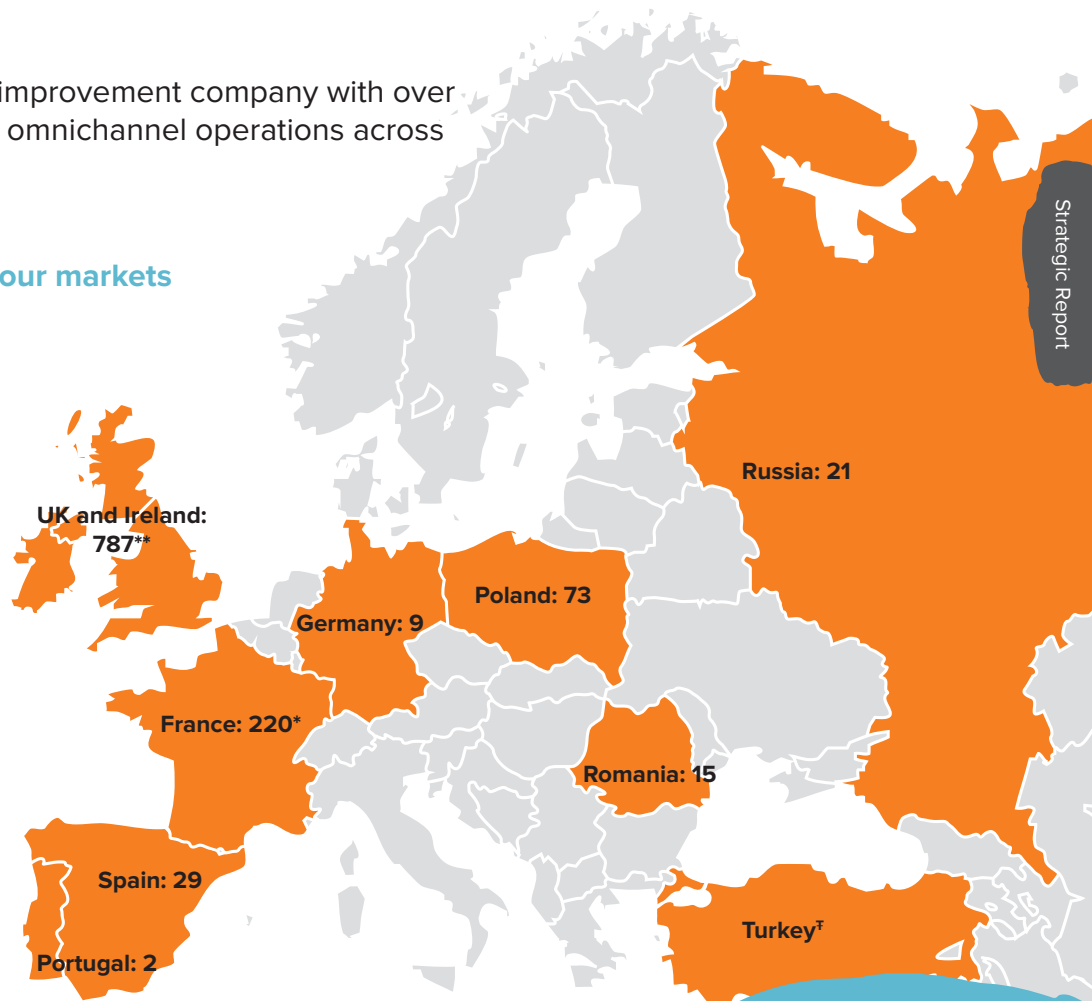 improvement company with over
omnichannel operations across
our markets
Strategic Report
Russia: 21
UK and Ireland:
787**
Poland: 73
Germany: 9
France: 220*
Romania: 15
Spain: 29
Turkey₮
Portugal: 2